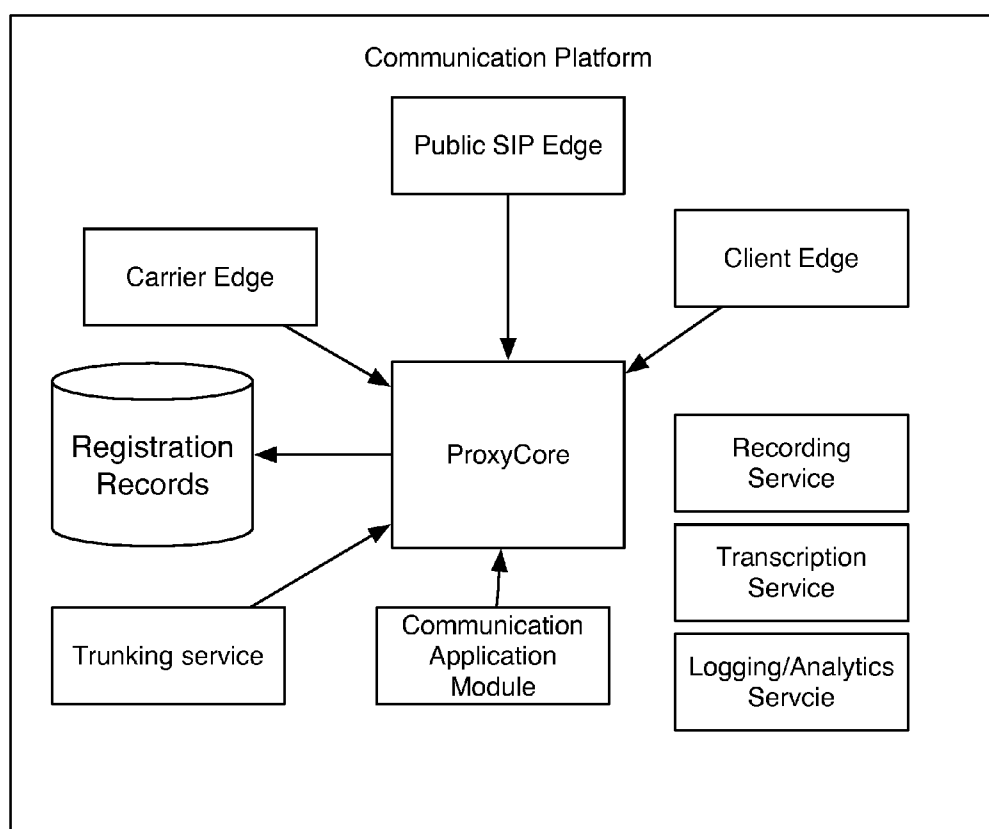 Communication Platform
Public SIP Edge
Carrier Edge
Client Edge
Registration
Records
ProxyCore
Recording
Service
Transcription
Service
Trunking service
Communication
Application
Module
Logging/Analytics
Servcie